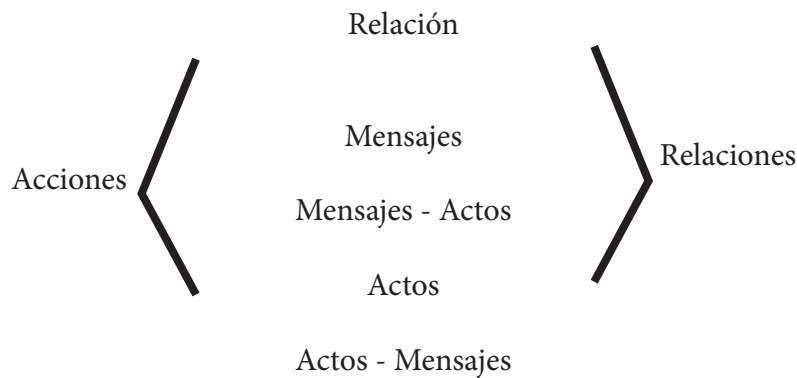 Relación
Mensajes
Acciones
Relaciones
Mensajes - Actos
Actos
Actos - Mensajes